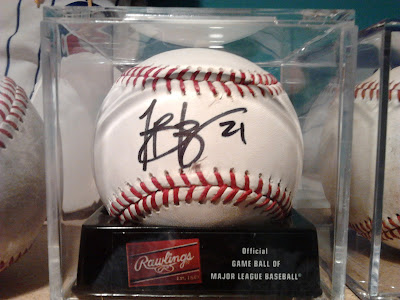 21
Rawlings
Official
GAME BALL OF
MAJOR LEAGUE BASEBALL®